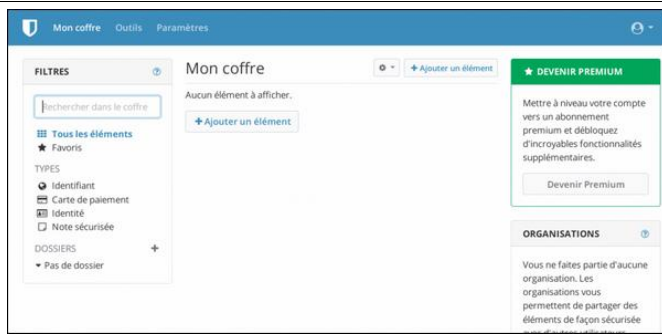 Mon coffre Outils Paramètres
FILTRES
Rechercher dans le coffre
Tous les éléments
Favoris
TYPES
Identifiant
Carte de paiement
Identité
Note sécurisée
DOSSIERS
Pas de dossier
Mon coffre
Ajouter un élément
Aucun élément à afficher.
Ajouter un élément
DEVENIR PREMIUM
Mettre à niveau votre compte
vers un abonnement
premium et débloquez
d'incroyables fonctionnalités
supplémentaires.
Devenir Premium
ORGANISATIONS
Vous ne faites partie d'aucune
organisation. Les
organisations vous
permettent de partager des
éléments de façon sécurisée
avec d'autres utilisateurs